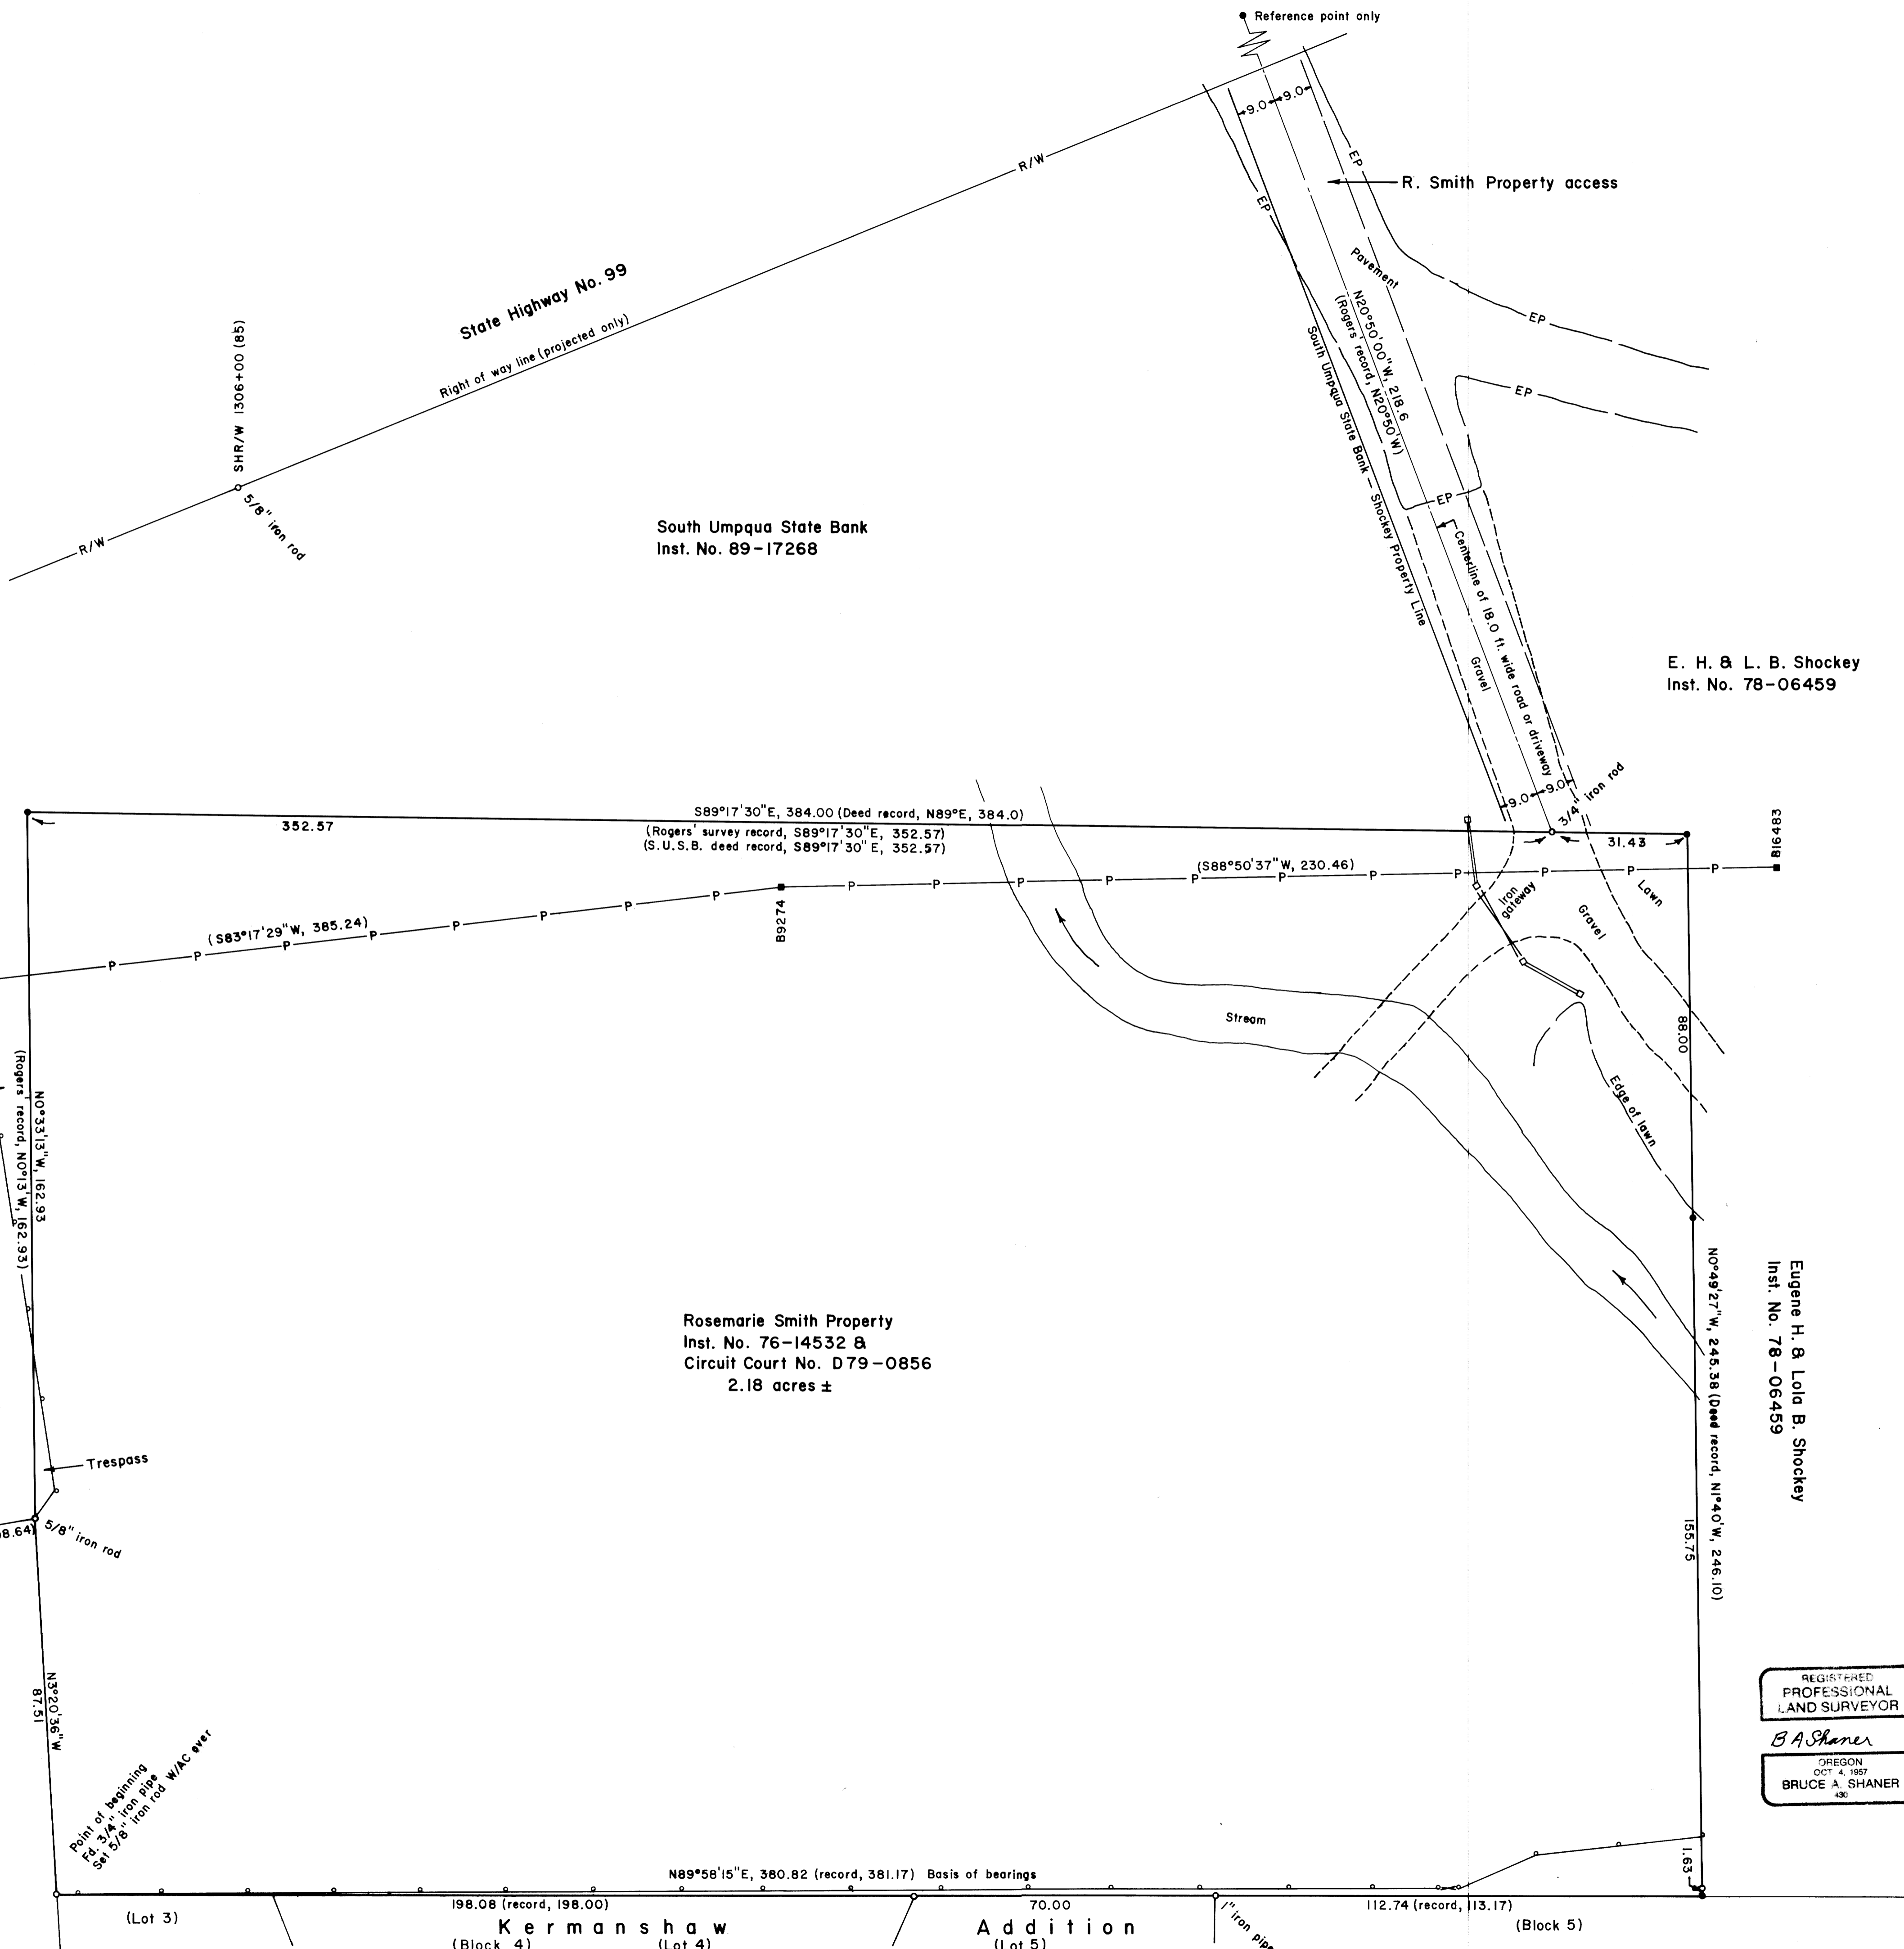 Reference point only
9.0
9.0
R/W
EP
EP
R. Smith Property access
State Highway No. 99
Right of way line (projected only)
SHR/W 1306+00 (85)
5/8" iron rod
R/W
Pavement
N20°50'00"W, 218.6
(Rogers' record, N20°50'W)
South Umpqua State Bank - Shockey Property Line
EP
EP
EP
South Umpqua State Bank
Inst. No. 89-17268
Centerline of 18.0 ft. wide road or driveway
Gravel
E. H. & L. B. Shockey
Inst. No. 78-06459
9.0
9.0
3/4" iron rod
S89°17'30"E, 384.00 (Deed record, N89°E, 384.0)
352.57
(Rogers' survey record, S89°17'30"E, 352.57)
(S.U.S.B. deed record, S89°17'30"E, 352.57)
31.43
B16483
(S88°50'37"W, 230.46)
P P P P P P P P P P P
B9274
(S83°17'29"W, 385.24)
P P P P P P P P
Iron
gateway
Lawn
Gravel
Stream
88.00
Edge of lawn
N0°33'13"W, 162.93
(Rogers' record, N0°13'W, 162.93)
N0°49'27"W, 245.38 (Deed record, N1°40'W, 246.10)
Eugene H. & Lola B. Shockey
Inst. No. 78-06459
Rosemarie Smith Property
Inst. No. 76-14532 &
Circuit Court No. D79-0856
2.18 acres ±
Trespass
8.64)
5/8" iron rod
155.75
N3°20'36"W
87.51
Point of beginning
Fd. 3/4" iron pipe
Set 5/8" iron rod W/AC over
REGISTERED
PROFESSIONAL
LAND SURVEYOR
B A Shaner
OREGON
OCT. 4, 1957
BRUCE A. SHANER
430
1.63
N89°58'15"E, 380.82 (record, 381.17) Basis of bearings
198.08 (record, 198.00)
70.00
112.74 (record, 113.17)
(Lot 3)
Kermanshaw Addition
1" iron pipe
(Block 5)
(Block 4)
(Lot 4)
(Lot 5)